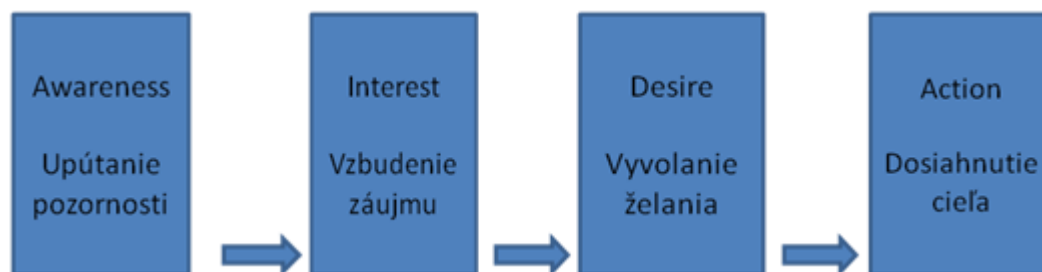 Awareness
Upútanie
pozornosti
Interest
Vzbudenie
záujmu
Desire
Vyvolanie
želania
Action
Dosiahnutie
cieľa